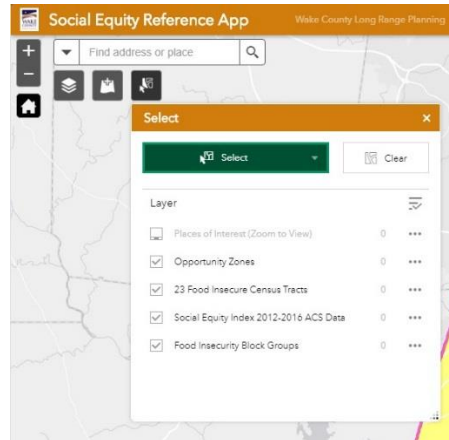 WAKE
Social Equity Reference App
Wake County Long Range Planning
+
Find address or place
−
Select
×
Select
Clear
Layer
Places of Interest (Zoom to View) 0 •••
Opportunity Zones 0 •••
23 Food Insecure Census Tracts 0 •••
Social Equity Index 2012-2016 ACS Data 0 •••
Food Insecurity Block Groups 0 •••